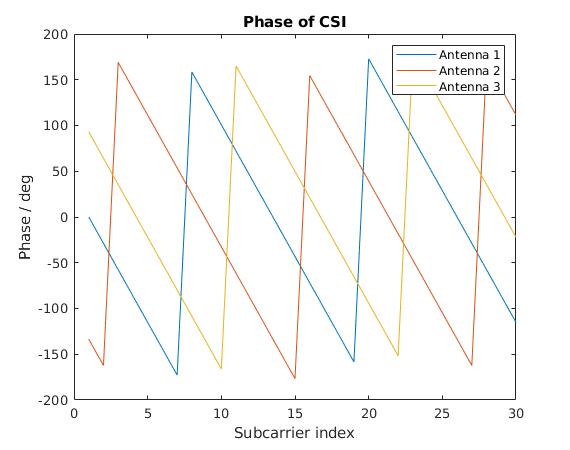 Phase of CSI
200
150
100
50
0
-50
-100
-150
-200
Phase / deg
Antenna 1
Antenna 2
Antenna 3
0 5 10 15 20 25 30
Subcarrier index